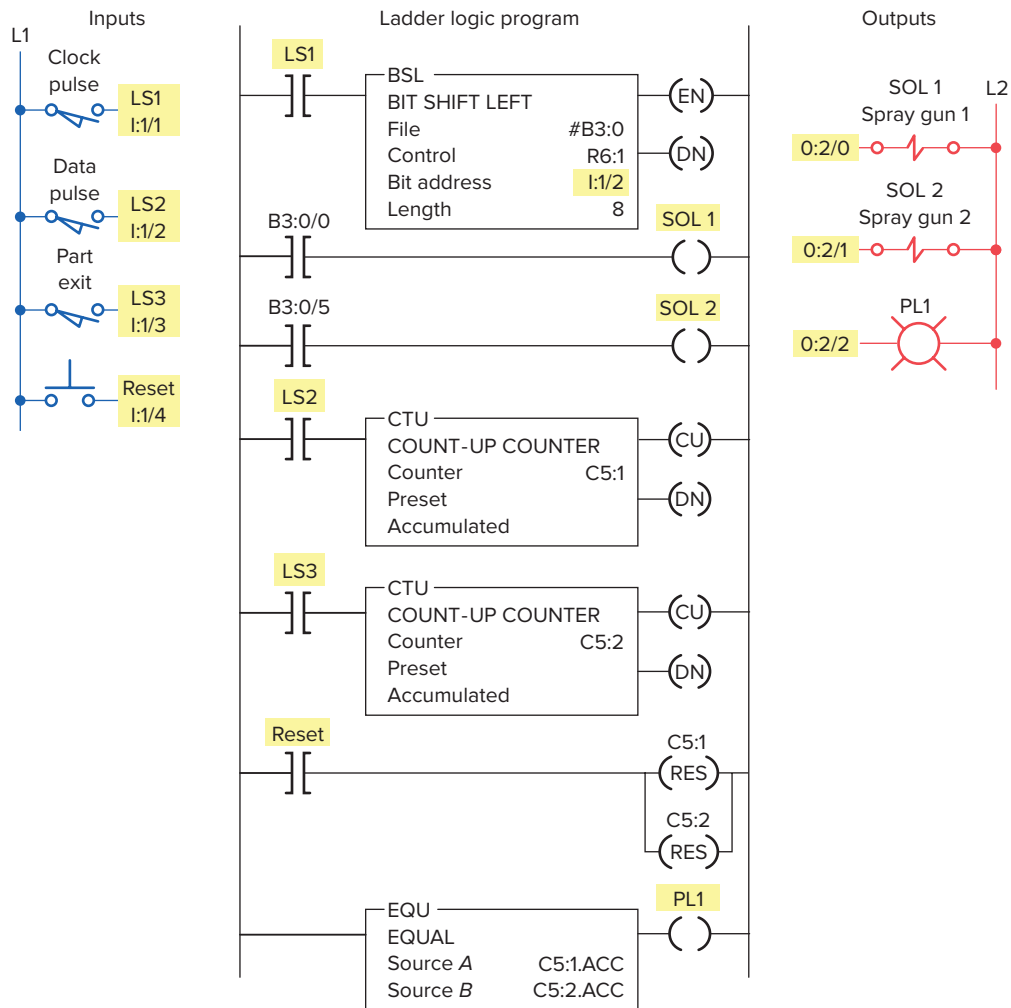 Inputs
L1
Clock
pulse
LS1
I:1/1
Data
pulse
LS2
I:1/2
Part
exit
LS3
I:1/3
Reset
I:1/4
Ladder logic program
LS1
BSL
BIT SHIFT LEFT
File #B3:0
Control R6:1
Bit address I:1/2
Length 8
EN
DN
B3:0/0
SOL 1
B3:0/5
SOL 2
LS2
CTU
COUNT-UP COUNTER
Counter C5:1
Preset
Accumulated
CU
DN
LS3
CTU
COUNT-UP COUNTER
Counter C5:2
Preset
Accumulated
CU
DN
Reset
C5:1
RES
C5:2
RES
EQU
EQUAL
Source A C5:1.ACC
Source B C5:2.ACC
PL1
Outputs
L2
SOL 1
Spray gun 1
0:2/0
SOL 2
Spray gun 2
0:2/1
PL1
0:2/2